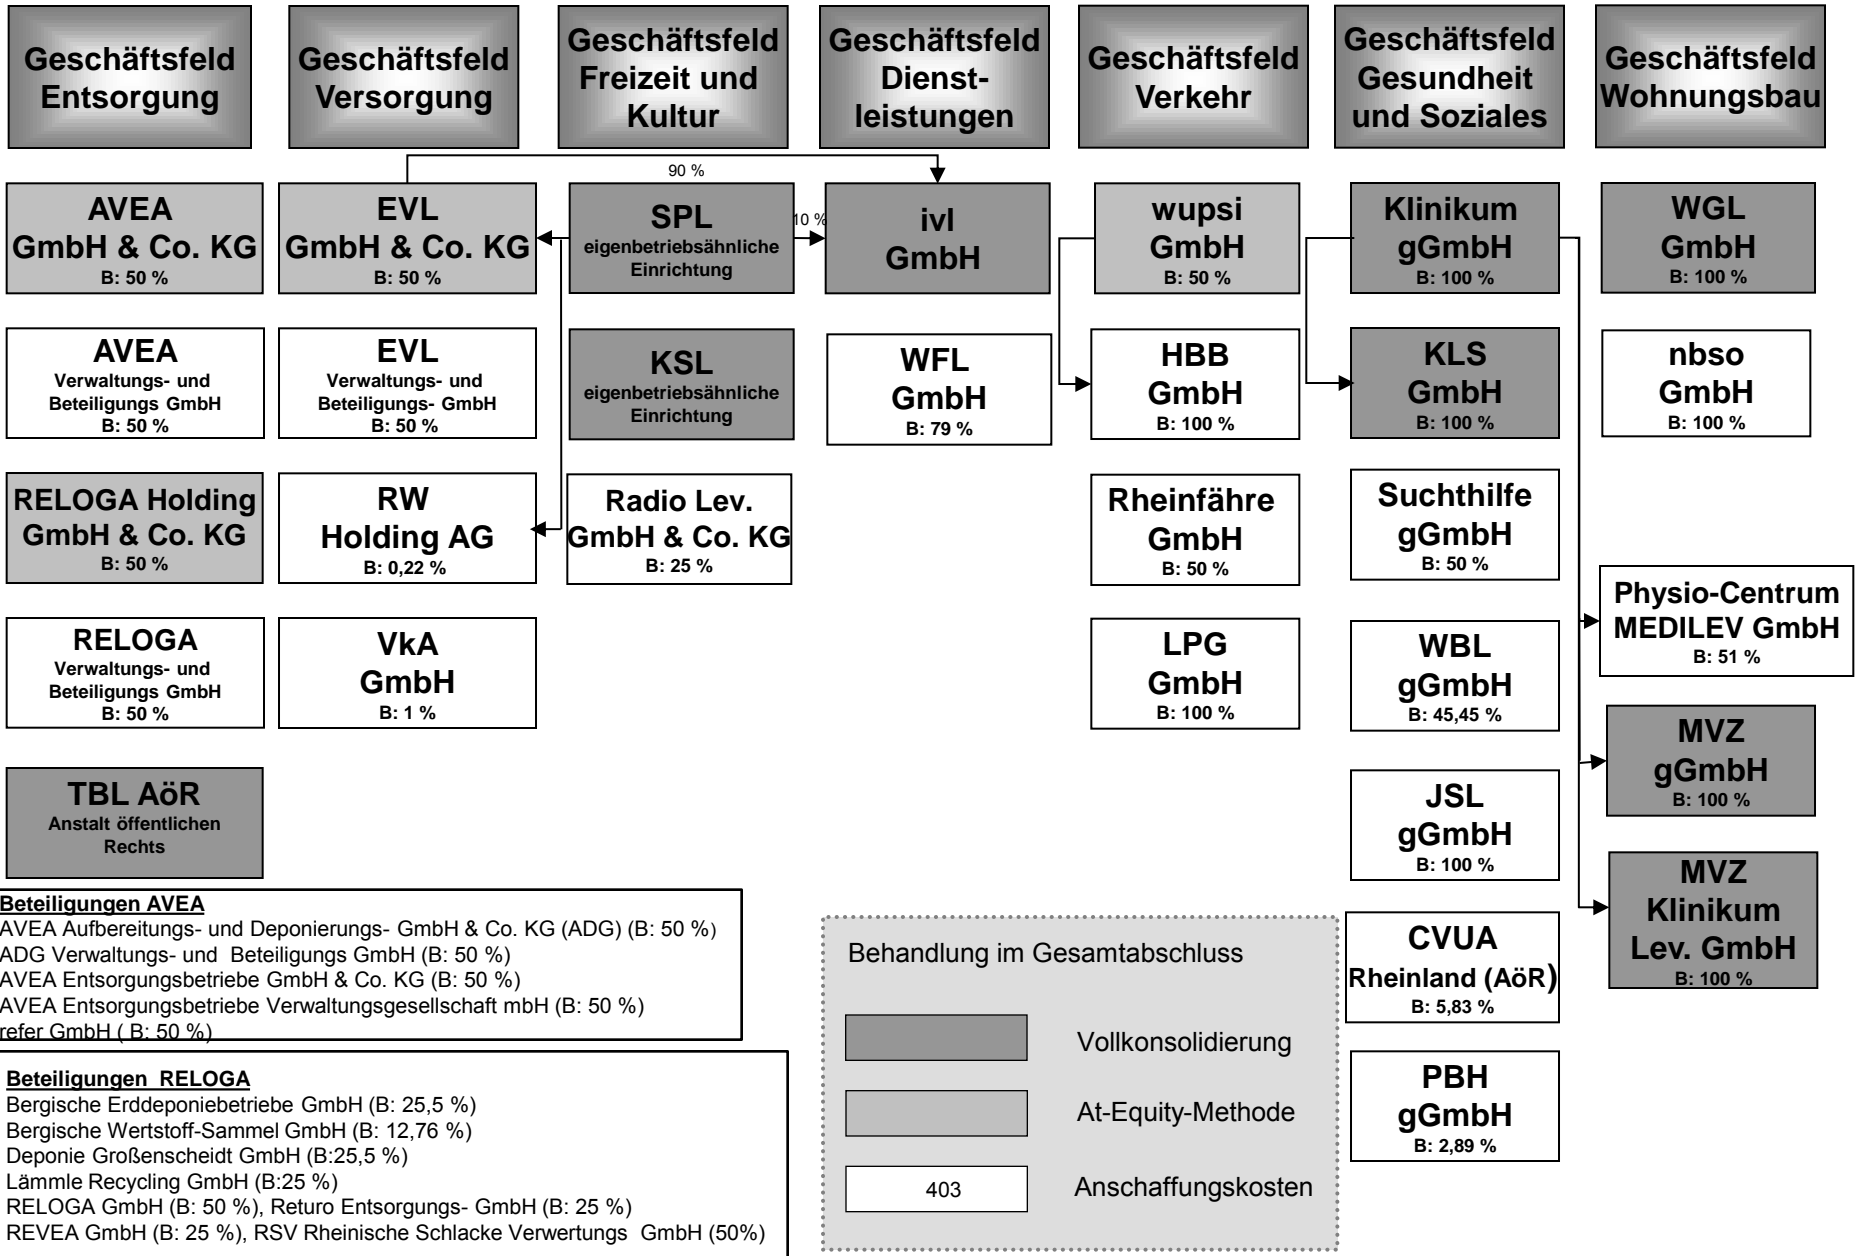 Geschäftsfeld
Entsorgung
Geschäftsfeld
Versorgung
Geschäftsfeld
Freizeit und
Kultur
Geschäftsfeld
Dienst-
leistungen
Geschäftsfeld
Verkehr
Geschäftsfeld
Gesundheit
und Soziales
Geschäftsfeld
Wohnungsbau
90 %
AVEA
GmbH & Co. KG
B: 50 %
EVL
GmbH & Co. KG
B: 50 %
SPL
eigenbetriebsähnliche
Einrichtung
10 %
ivl
GmbH
wupsi
GmbH
B: 50 %
Klinikum
gGmbH
B: 100 %
WGL
GmbH
B: 100 %
AVEA
Verwaltungs- und
Beteiligungs GmbH
B: 50 %
EVL
Verwaltungs- und
Beteiligungs- GmbH
B: 50 %
KSL
eigenbetriebsähnliche
Einrichtung
WFL
GmbH
B: 79 %
HBB
GmbH
B: 100 %
KLS
GmbH
B: 100 %
nbso
GmbH
B: 100 %
RELOGA Holding
GmbH & Co. KG
B: 50 %
RW
Holding AG
B: 0,22 %
Radio Lev.
GmbH & Co. KG
B: 25 %
Rheinfähre
GmbH
B: 50 %
Suchthilfe
gGmbH
B: 50 %
Physio-Centrum
MEDILEV GmbH
B: 51 %
RELOGA
Verwaltungs- und
Beteiligungs GmbH
B: 50 %
VkA
GmbH
B: 1 %
LPG
GmbH
B: 100 %
WBL
gGmbH
B: 45,45 %
MVZ
gGmbH
B: 100 %
TBL AöR
Anstalt öffentlichen
Rechts
JSL
gGmbH
B: 100 %
MVZ
Klinikum
Lev. GmbH
B: 100 %
Beteiligungen AVEA
AVEA Aufbereitungs- und Deponierungs- GmbH & Co. KG (ADG) (B: 50 %)
ADG Verwaltungs- und Beteiligungs GmbH (B: 50 %)
AVEA Entsorgungsbetriebe GmbH & Co. KG (B: 50 %)
AVEA Entsorgungsbetriebe Verwaltungsgesellschaft mbH (B: 50 %)
refer GmbH ( B: 50 %)
CVUA
Rheinland (AöR)
B: 5,83 %
PBH
gGmbH
B: 2,89 %
Beteiligungen RELOGA
Bergische Erddeponiebetriebe GmbH (B: 25,5 %)
Bergische Wertstoff-Sammel GmbH (B: 12,76 %)
Deponie Großenscheidt GmbH (B:25,5 %)
Lämmle Recycling GmbH (B:25 %)
RELOGA GmbH (B: 50 %), Returo Entsorgungs- GmbH (B: 25 %)
REVEA GmbH (B: 25 %), RSV Rheinische Schlacke Verwertungs GmbH (50%)
Behandlung im Gesamtabschluss
Vollkonsolidierung
At-Equity-Methode
403
Anschaffungskosten